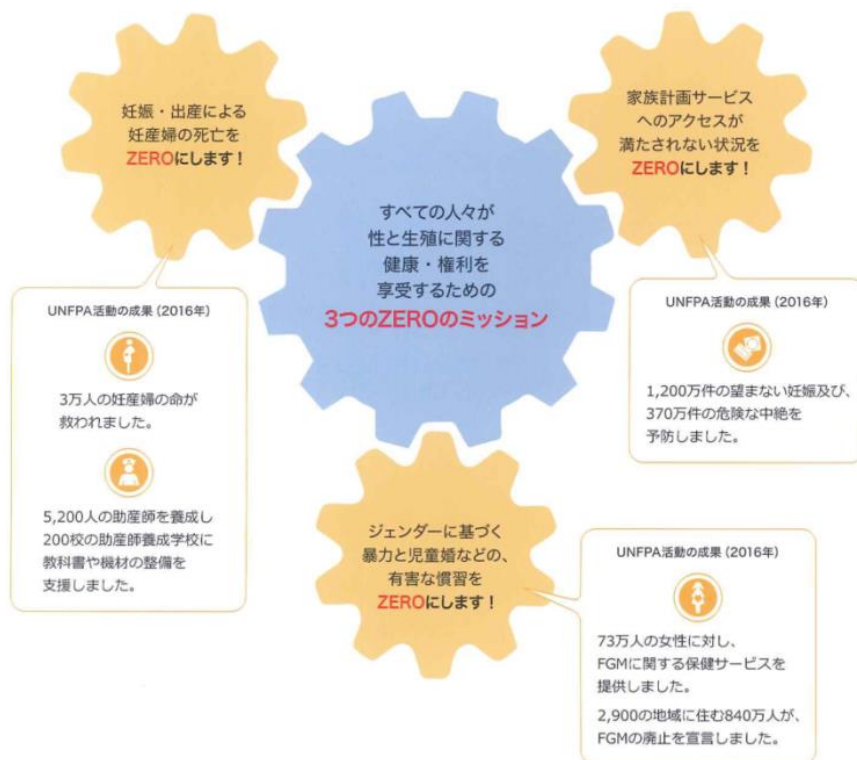 妊娠・出産による
妊産婦の死亡を
ZEROにします!
家族計画サービス
へのアクセスが
満たされない状況を
ZEROにします!
すべての人々が
性と生殖に関する
健康・権利を
享受するための
3つのZEROのミッション
UNFPA活動の成果(2016年)
3万人の妊産婦の命が
救われました。
5,200人の助産師を養成し
200校の助産師養成学校に
教科書や機材の整備を
支援しました。
UNFPA活動の成果(2016年)
1,200万件の望まない妊娠及び、
370万件の危険な中絶を
予防しました。
ジェンダーに基づく
暴力と児童婚などの、
有害な慣習を
ZEROにします!
UNFPA活動の成果(2016年)
73万人の女性に対し、
FGMに関する保健サービスを
提供しました。
2,900の地域に住む840万人が、
FGMの廃止を宣言しました。